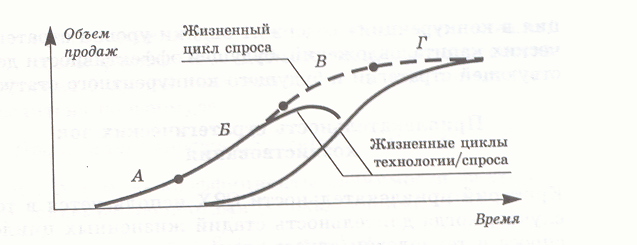 Объем
продаж
Жизненный
цикл спроса
А
Б
В
Г
Жизненные циклы
технологии/спроса
Время